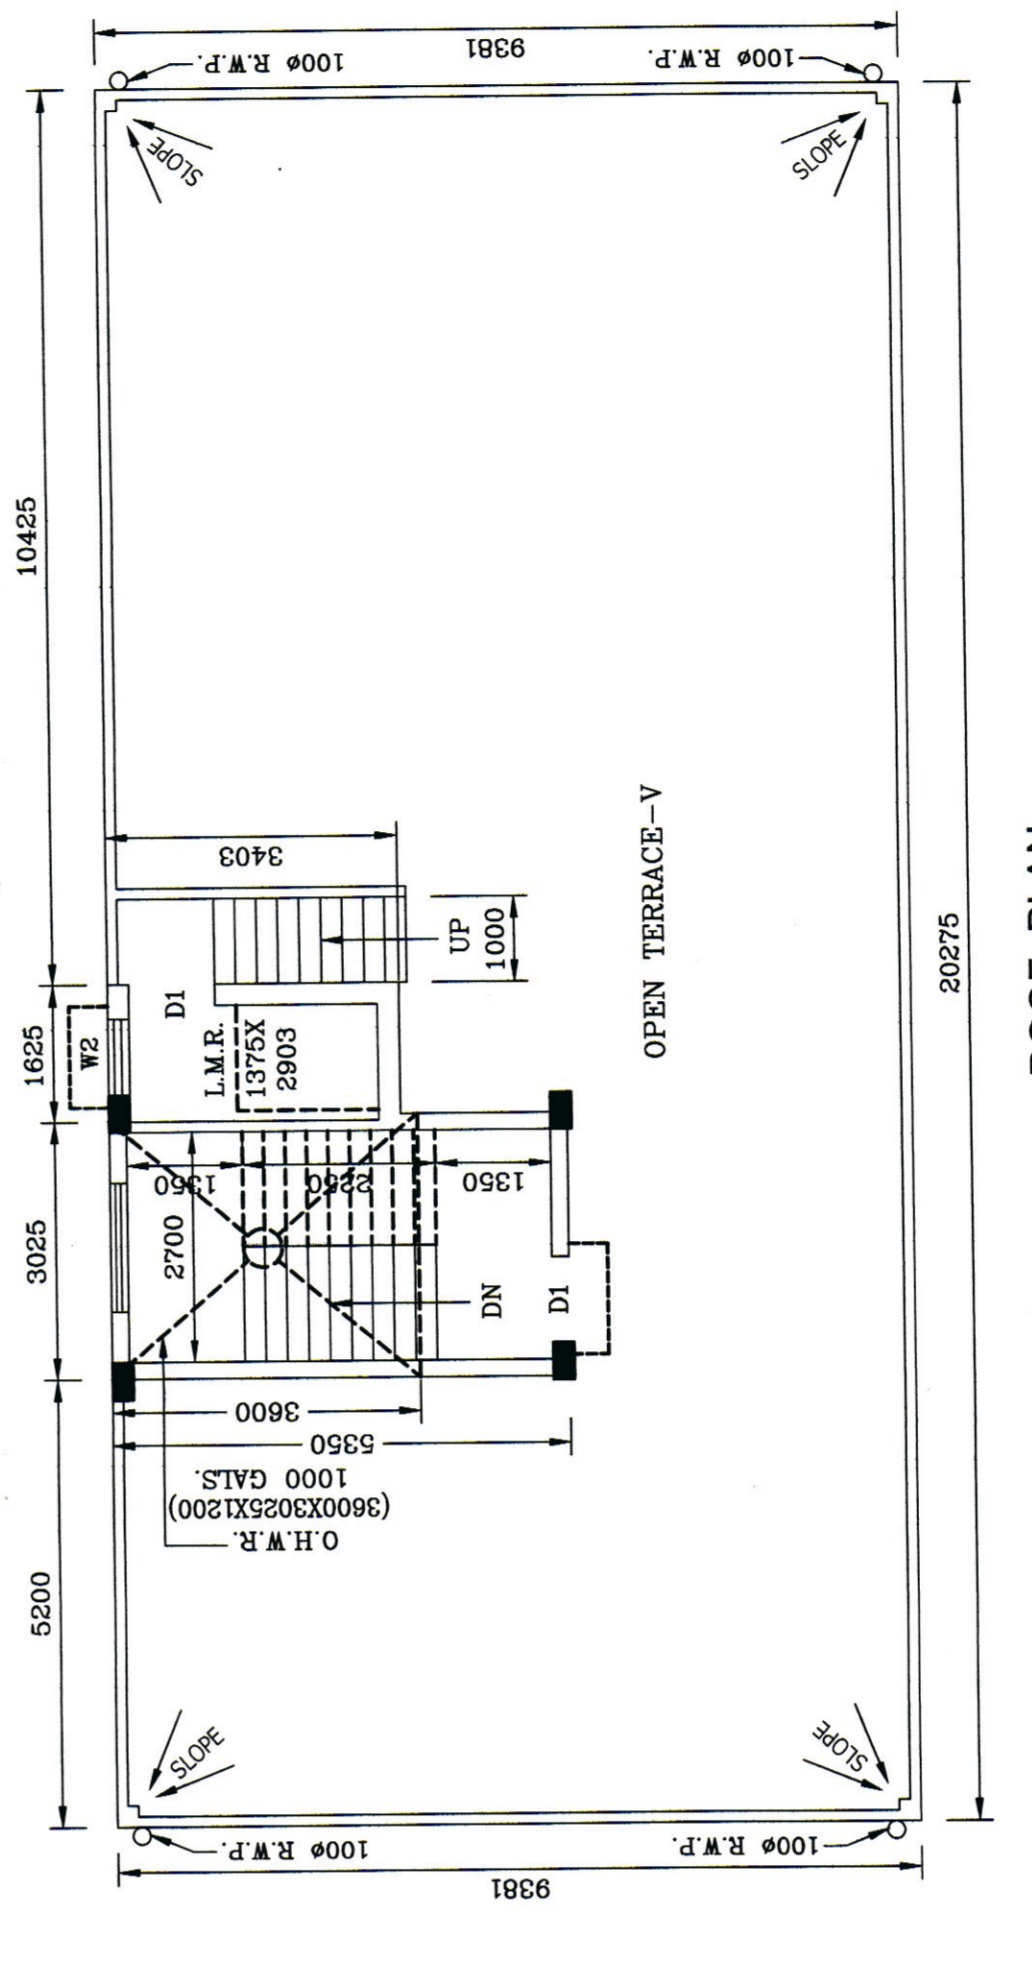 9381
100ø R.W.P.
100ø R.W.P.
SLOPE
SLOPE
10425
3403
UP
1000
1625
W2
D1
L.M.R.
1375X
2903
OPEN TERRACE-V
20275
3025
1350
2250
1350
2700
DN
D1
3600
5350
O.H.W.R.
(3600X3025X1200)
1000 GALS.
5200
SLOPE
SLOPE
100ø R.W.P.
100ø R.W.P.
9381